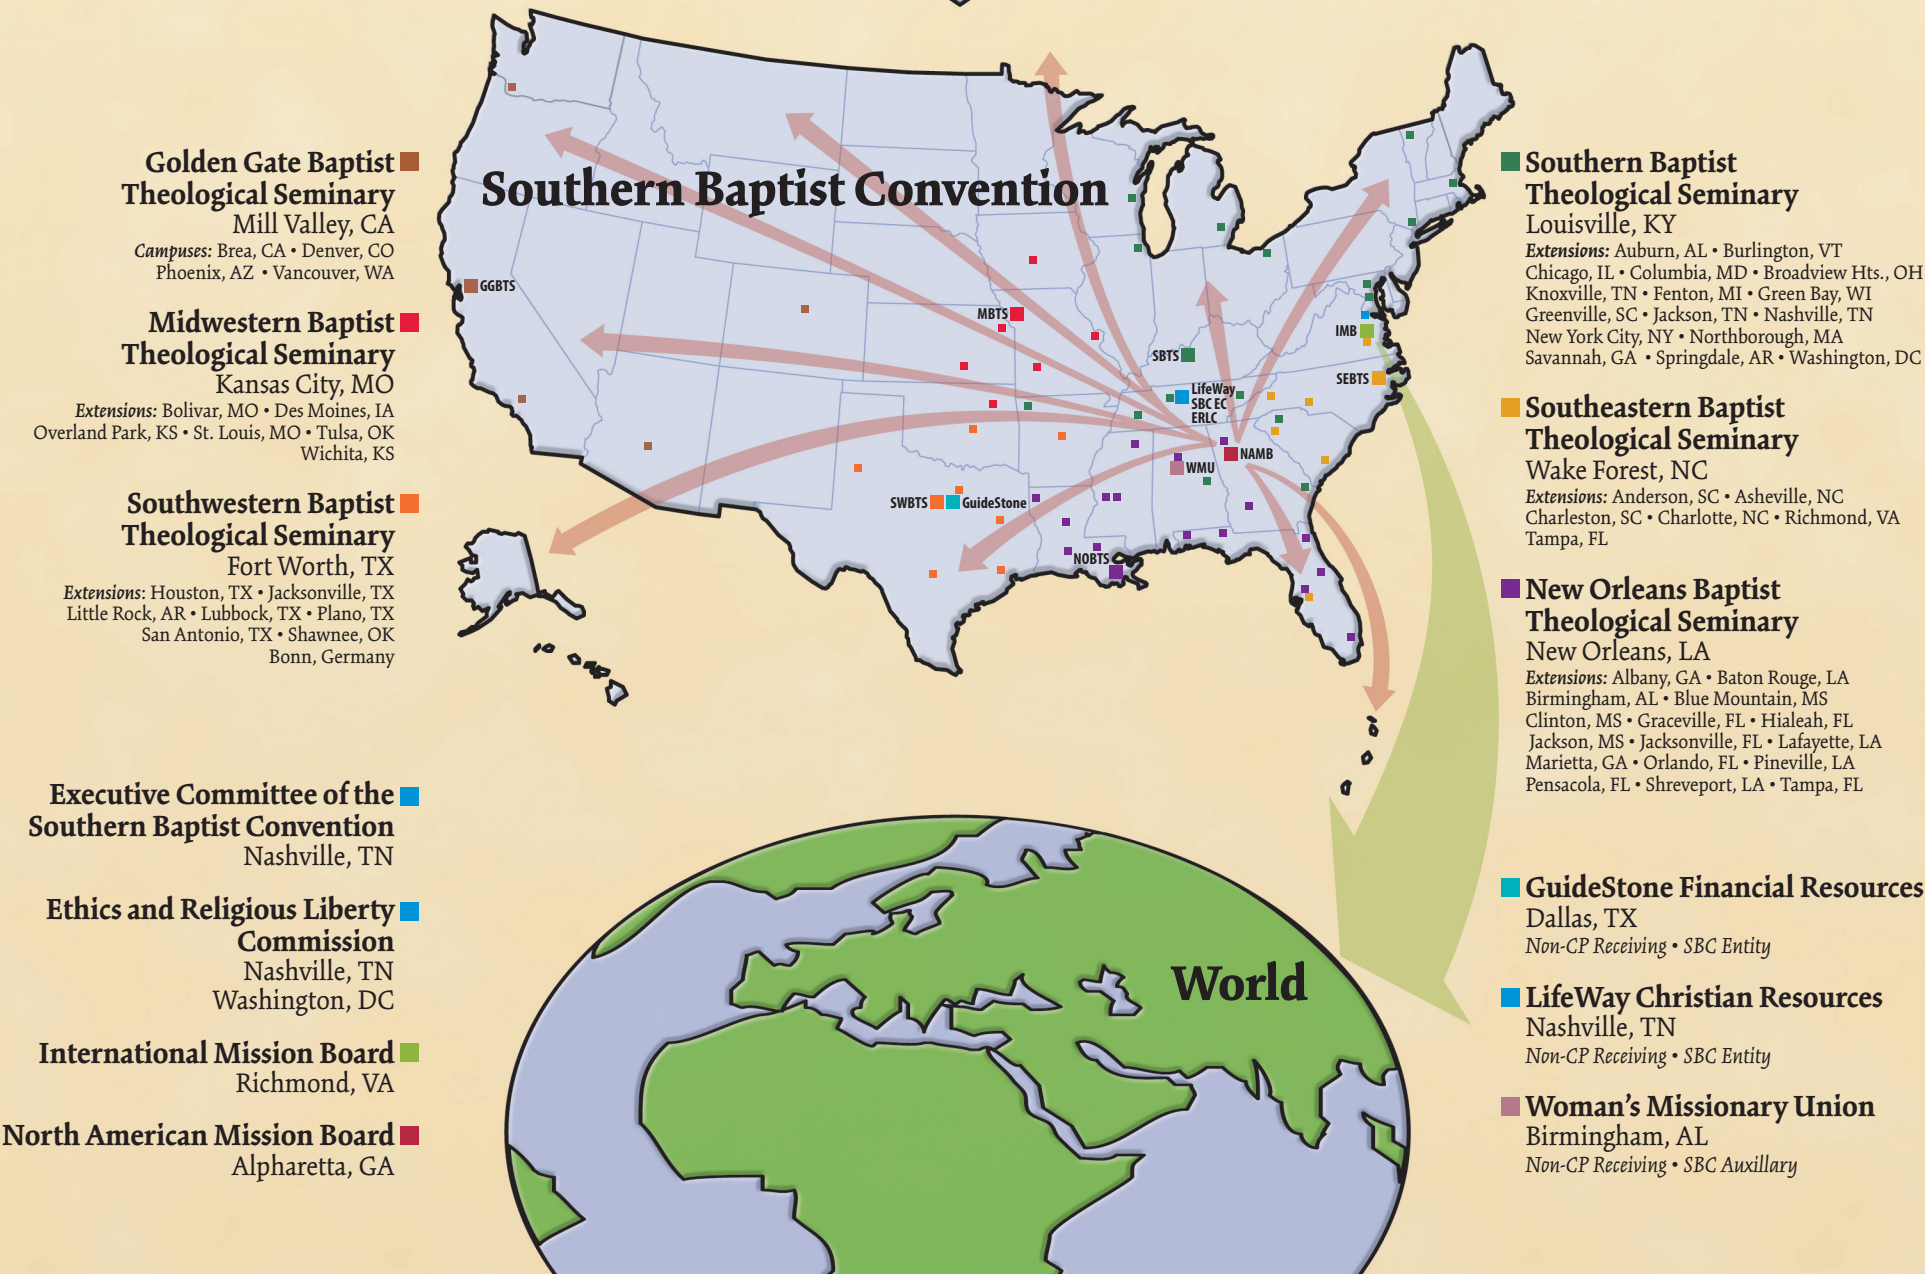 Southern Baptist Convention
GGBTS
MBTS
SBTS
LifeWay
SBC EC
ERLC
IMB
SEBTS
NAMB
WMU
SWBTS
GuideStone
NOBTS
World
Golden Gate Baptist
Theological Seminary
Mill Valley, CA
Campuses: Brea, CA • Denver, CO
Phoenix, AZ • Vancouver, WA
Midwestern Baptist
Theological Seminary
Kansas City, MO
Extensions: Bolivar, MO • Des Moines, IA
Overland Park, KS • St. Louis, MO • Tulsa, OK
Wichita, KS
Southwestern Baptist
Theological Seminary
Fort Worth, TX
Extensions: Houston, TX • Jacksonville, TX
Little Rock, AR • Lubbock, TX • Plano, TX
San Antonio, TX • Shawnee, OK
Bonn, Germany
Executive Committee of the
Southern Baptist Convention
Nashville, TN
Ethics and Religious Liberty
Commission
Nashville, TN
Washington, DC
International Mission Board
Richmond, VA
North American Mission Board
Alpharetta, GA
Southern Baptist
Theological Seminary
Louisville, KY
Extensions: Auburn, AL • Burlington, VT
Chicago, IL • Columbia, MD • Broadview Hts., OH
Knoxville, TN • Fenton, MI • Green Bay, WI
Greenville, SC • Jackson, TN • Nashville, TN
New York City, NY • Northborough, MA
Savannah, GA • Springdale, AR • Washington, DC
Southeastern Baptist
Theological Seminary
Wake Forest, NC
Extensions: Anderson, SC • Asheville, NC
Charleston, SC • Charlotte, NC • Richmond, VA
Tampa, FL
New Orleans Baptist
Theological Seminary
New Orleans, LA
Extensions: Albany, GA • Baton Rouge, LA
Birmingham, AL • Blue Mountain, MS
Clinton, MS • Graceville, FL • Hialeah, FL
Jackson, MS • Jacksonville, FL • Lafayette, LA
Marietta, GA • Orlando, FL • Pineville, LA
Pensacola, FL • Shreveport, LA • Tampa, FL
GuideStone Financial Resources
Dallas, TX
Non-CP Receiving • SBC Entity
LifeWay Christian Resources
Nashville, TN
Non-CP Receiving • SBC Entity
Woman's Missionary Union
Birmingham, AL
Non-CP Receiving • SBC Auxillary